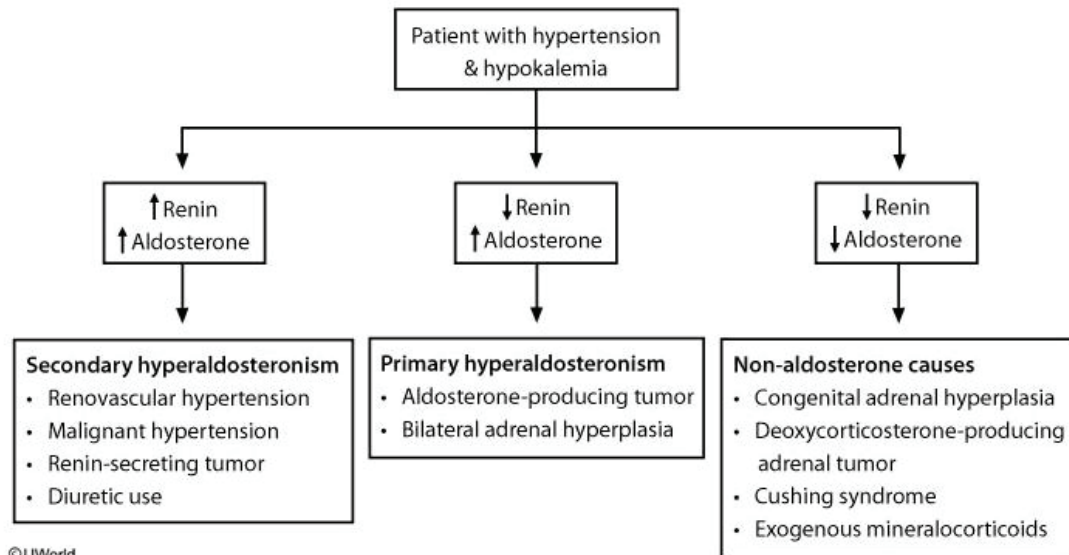 Patient with hypertension
& hypokalemia
↑ Renin
↑ Aldosterone
↓ Renin
↑ Aldosterone
↓ Renin
↓ Aldosterone
Secondary hyperaldosteronism
• Renovascular hypertension
• Malignant hypertension
• Renin-secreting tumor
• Diuretic use
Primary hyperaldosteronism
• Aldosterone-producing tumor
• Bilateral adrenal hyperplasia
Non-aldosterone causes
• Congenital adrenal hyperplasia
• Deoxycorticosterone-producing
adrenal tumor
• Cushing syndrome
• Exogenous mineralocorticoids
©UWorld